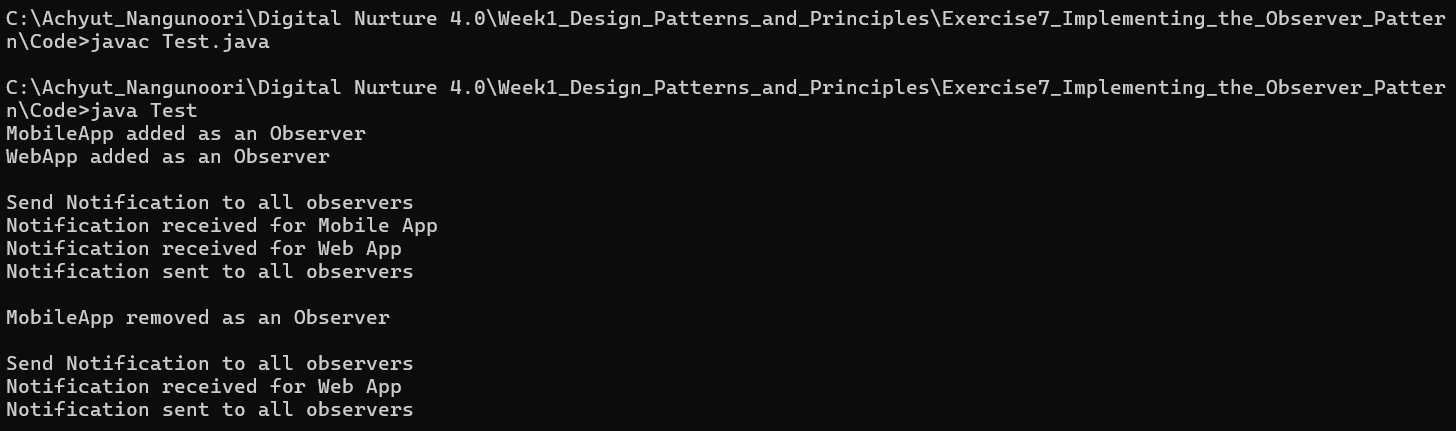 C:\Achyut_Nangunoori\Digital Nurture 4.0\Week1_Design_Patterns_and_Principles\Exercise7_Implementing_the_Observer_Patter
n\Code>javac Test.java
C:\Achyut_Nangunoori\Digital Nurture 4.0\Week1_Design_Patterns_and_Principles\Exercise7_Implementing_the_Observer_Patter
n\Code>java Test
MobileApp added as an Observer
WebApp added as an Observer
Send Notification to all observers
Notification received for Mobile App
Notification received for Web App
Notification sent to all observers
MobileApp removed as an Observer
Send Notification to all observers
Notification received for Web App
Notification sent to all observers